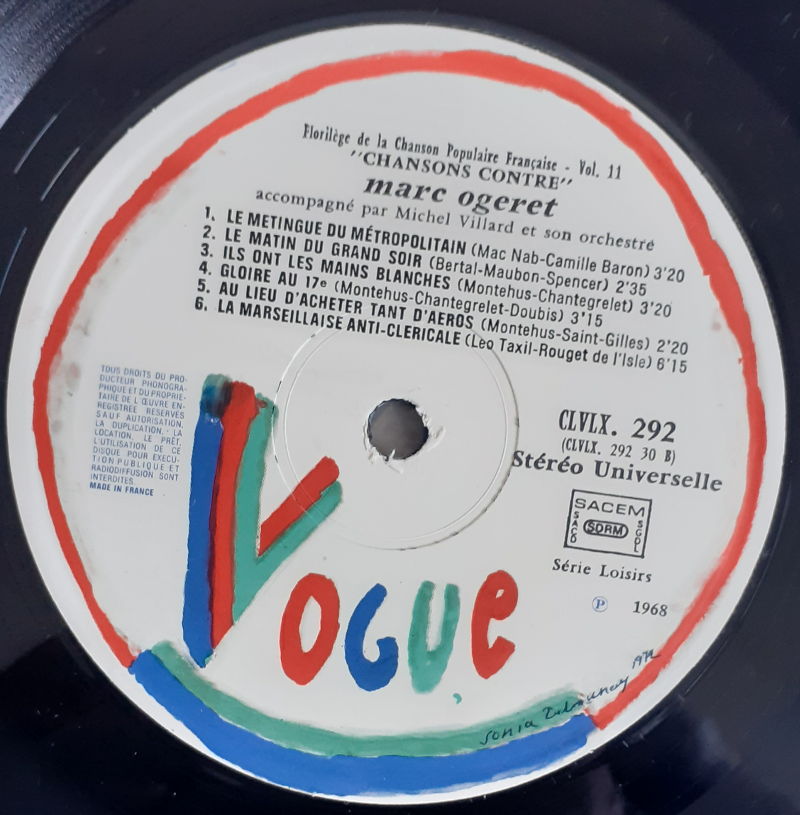 Florilège de la Chanson Populaire Française - Vol. 11
"CHANSONS CONTRE"
marc ogeret
accompagné par Michel Villard et son orchestre
1. LE METINGUE DU MÉTROPOLITAIN (Mac Nab-Camille Baron) 3'20
2. LE MATIN DU GRAND SOIR (Bertal-Maubon-Spencer) 2'35
3. ILS ONT LES MAINS BLANCHES (Montehus-Chantegrelet) 3'20
4. GLOIRE AU 17e (Montehus-Chantegrelet-Doubis) 3'15
5. AU LIEU D'ACHETER TANT D'AEROS (Montehus-Saint-Gilles) 2'20
6. LA MARSEILLAISE ANTI-CLERICALE (Leo Taxil-Rouget de l'Isle) 6'15
TOUS DROITS DU PRO-
DUCTEUR PHONOGRA-
PHIQUE ET DU PROPRIE-
TAIRE DE L'ŒUVRE EN-
REGISTREE RESERVES
SAUF AUTORISATION,
LA DUPLICATION, LA
LOCATION, LE PRÊT,
L'UTILISATION DE CE
DISQUE POUR EXECU-
TION PUBLIQUE ET
RADIODIFFUSION SONT
INTERDITES.
MADE IN FRANCE
CLVLX. 292
(CLVLX. 292 30 B)
Stéréo Universelle
SACEM
SACD
SDRM
SGDL
Série Loisirs
℗ 1968
VOGUE
sonia Delaunay 1972